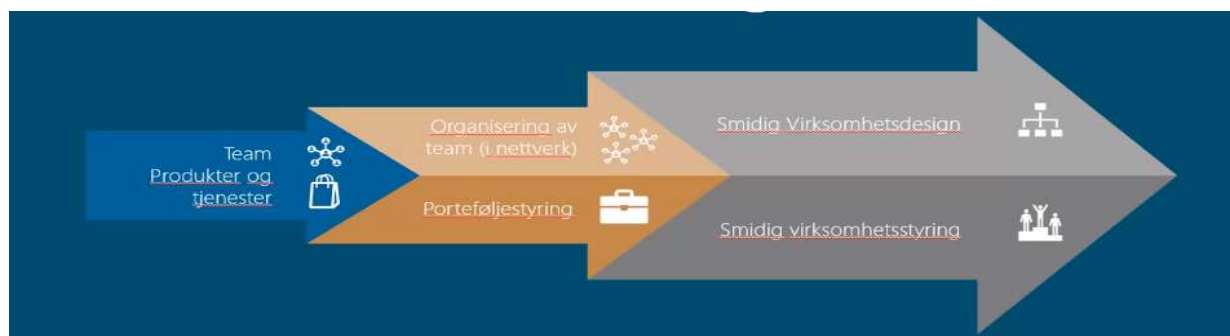 Team
Produkter og
tjenester
Organisering av
team (i nettverk)
Porteføljestyring
Smidig Virksomhetsdesign
Smidig virksomhetsstyring